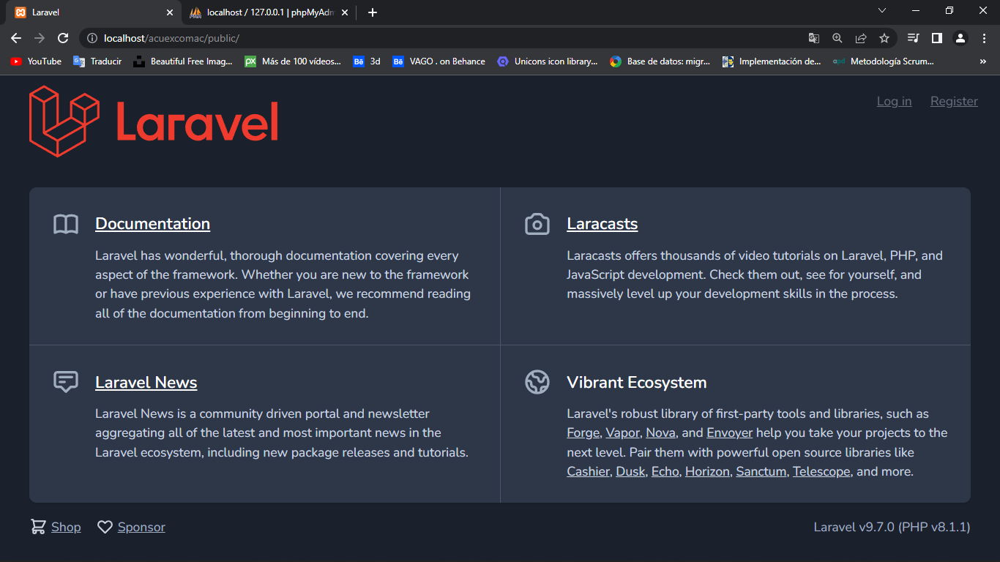 Laravel
localhost / 127.0.0.1 | phpMyAdm
localhost/acuexcomac/public/
YouTube Traducir Beautiful Free Imag... Más de 100 vídeos... 3d VAGO . on Behance Unicons icon library... Base de datos: migr... Implementación de... Metodología Scrum...
Laravel
Log in Register
Documentation
Laravel has wonderful, thorough documentation covering every
aspect of the framework. Whether you are new to the framework
or have previous experience with Laravel, we recommend reading
all of the documentation from beginning to end.
Laracasts
Laracasts offers thousands of video tutorials on Laravel, PHP, and
JavaScript development. Check them out, see for yourself, and
massively level up your development skills in the process.
Laravel News
Laravel News is a community driven portal and newsletter
aggregating all of the latest and most important news in the
Laravel ecosystem, including new package releases and tutorials.
Vibrant Ecosystem
Laravel's robust library of first-party tools and libraries, such as
Forge, Vapor, Nova, and Envoyer help you take your projects to the
next level. Pair them with powerful open source libraries like
Cashier, Dusk, Echo, Horizon, Sanctum, Telescope, and more.
Shop Sponsor
Laravel v9.7.0 (PHP v8.1.1)